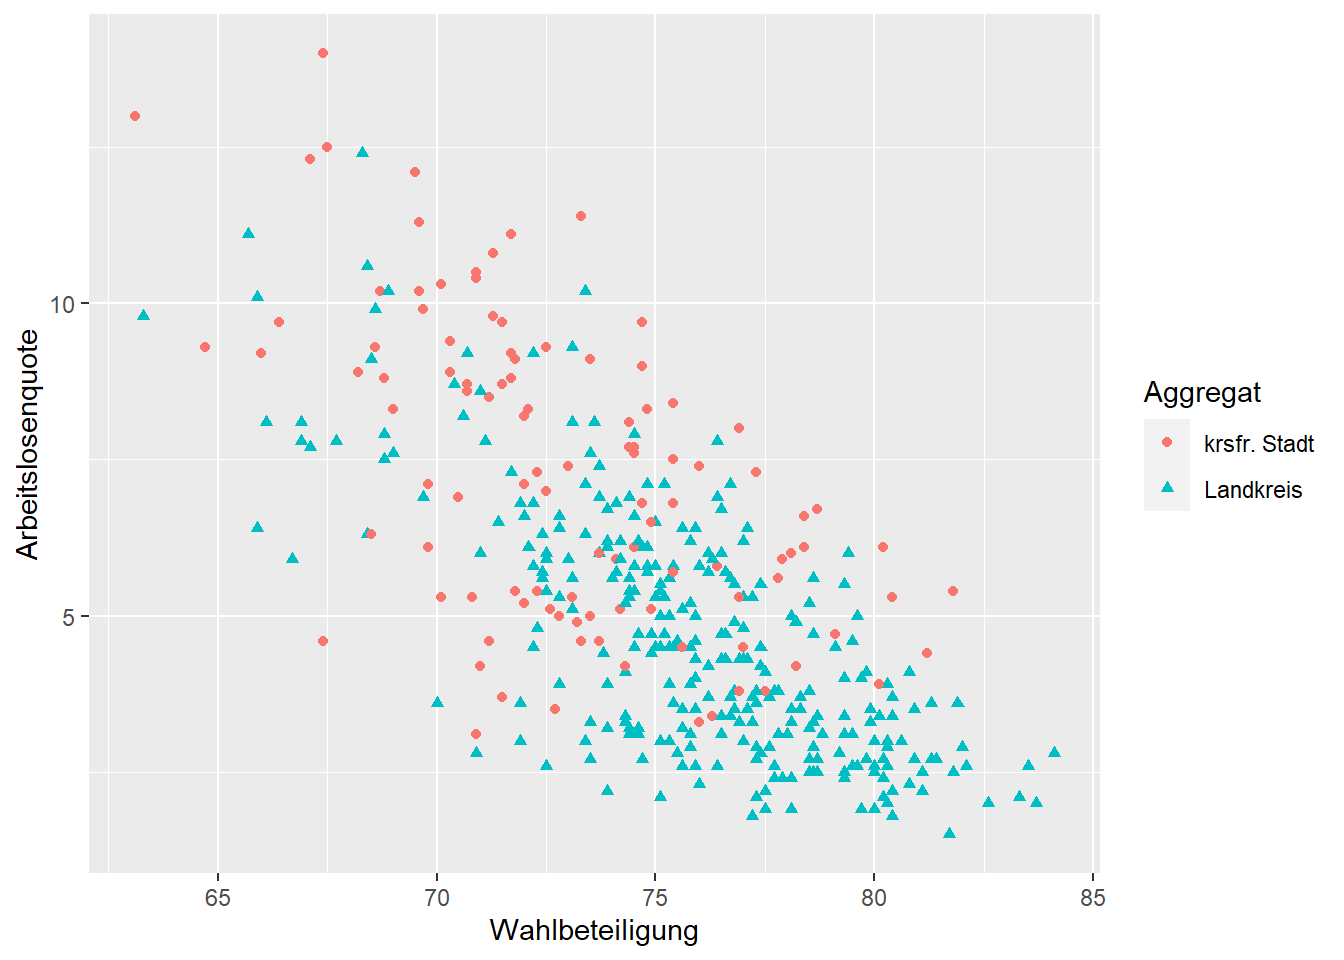 Arbeitslosenquote
10
5
65 70 75 80 85
Wahlbeteiligung
Aggregat
krsfr. Stadt
Landkreis